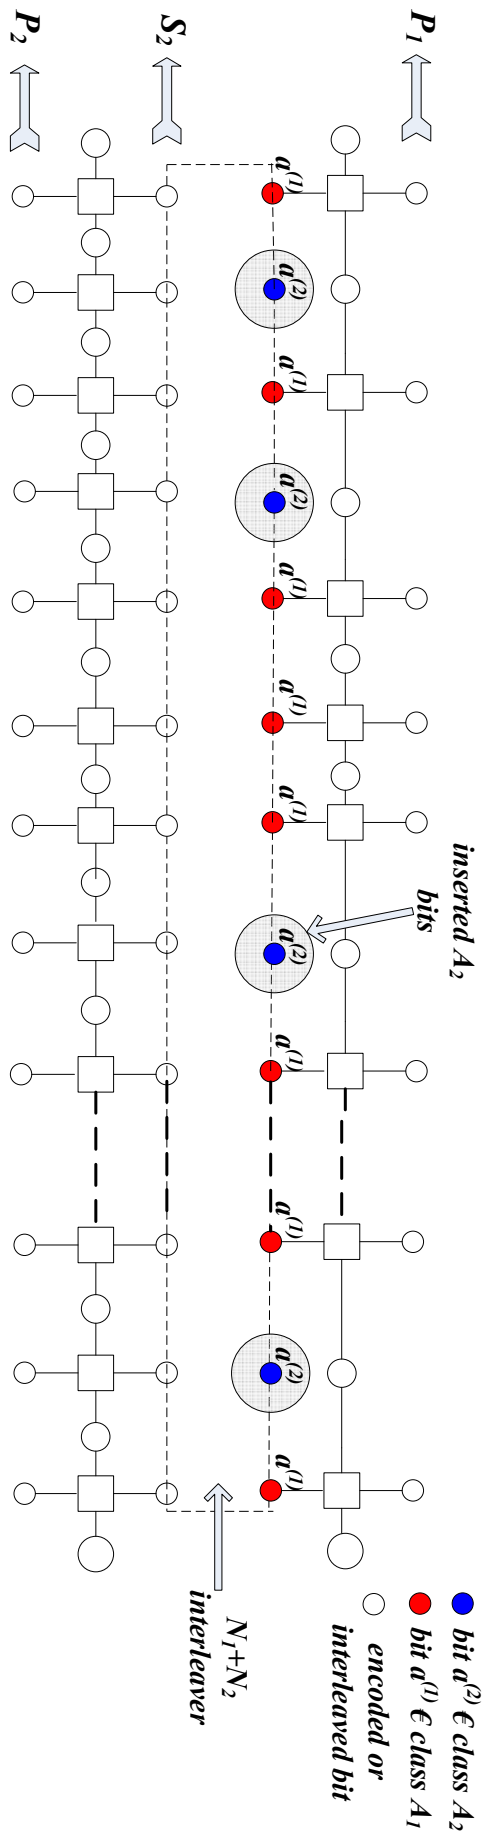 P₁
S₂
P₂
a⁽¹⁾
a⁽²⁾
a⁽¹⁾
a⁽²⁾
a⁽¹⁾
a⁽¹⁾
a⁽¹⁾
a⁽²⁾
a⁽¹⁾
a⁽¹⁾
a⁽²⁾
a⁽¹⁾
inserted A₂
bits
N₁+N₂
interleaver
bit a⁽²⁾ € class A₂
bit a⁽¹⁾ € class A₁
encoded or
interleaved bit